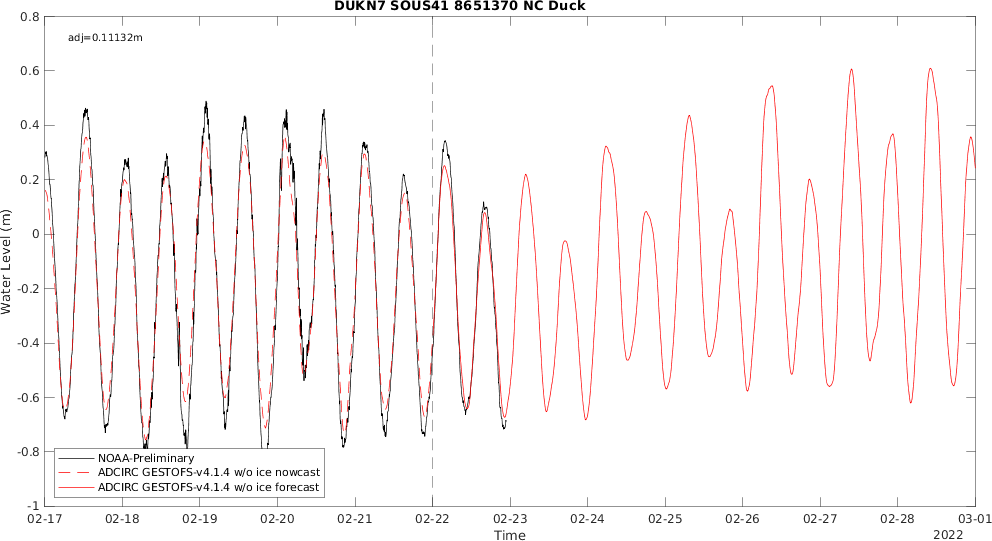 DUKN7 SOUS41 8651370 NC Duck
adj=0.11132m
0.8
0.6
0.4
0.2
0
-0.2
-0.4
-0.6
-0.8
-1
Water Level (m)
NOAA-Preliminary
ADCIRC GESTOFS-v4.1.4 w/o ice nowcast
ADCIRC GESTOFS-v4.1.4 w/o ice forecast
02-17 02-18 02-19 02-20 02-21 02-22 02-23 02-24 02-25 02-26 02-27 02-28 03-01
Time
2022